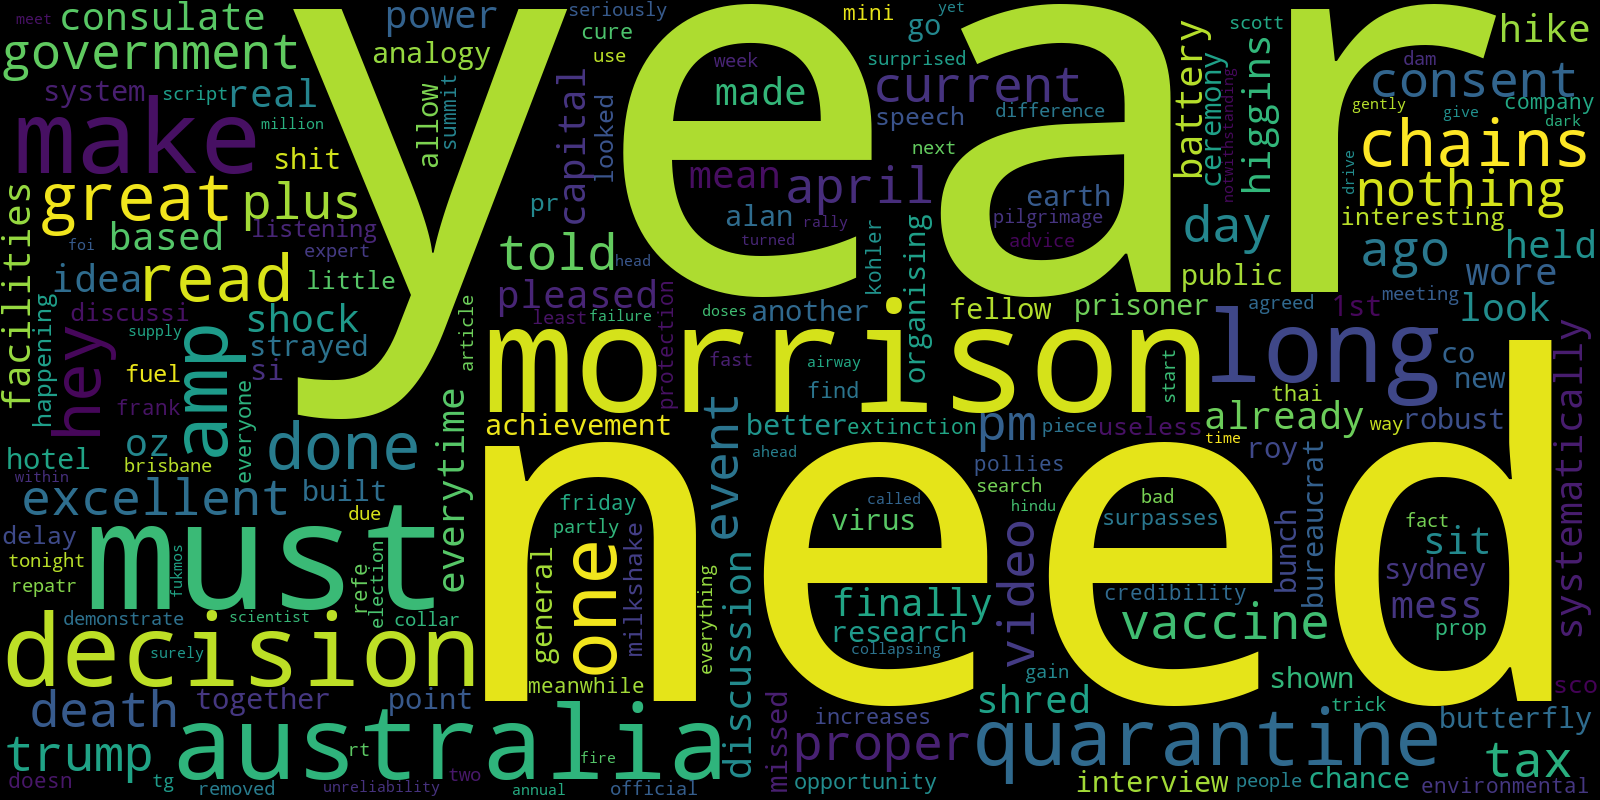 meet
consulate
government
system
script
real
million
make
shit
great
plus
facilities
based
listening
foi
expert
idea
read
little
discussi
shock
supply
strayed
happening
hey
fuel
amp
si
frank
everyone
oz
done
hotel
brisbane
within
excellent
built
delay
due
must
tonight
repatr
fukmos
refe
election
demonstrate
scientist
collar
decision
surely
death
together
point
trump
australia
rt
doesn
tg
removed
unreliability
two
power
analogy
allow
summit
year
seriously
cure
use
capital
looked
pr
told
head
pleased
least
failure
article
everytime
achievement
week
made
mean
alan
rally
turned
another
doses
protection
fast
airway
find
kohler
organising
mini
go
yet
surprised
current
speech
difference
next
april
earth
pilgrimage
advice
morrison
fellow
prisoner
start
better
extinction
pm
piece
useless
ahead
event
need
friday
partly
general
one
milkshake
meanwhile
everything
discussion
annual
fire
official
called
virus
finally
research
collapsing
video
pollies
search
hindu
bad
surpasses
credibility
vaccine
gain
shred
missed
increases
proper
opportunity
quarantine
interview
people
chance
shown
trick
butterfly
tax
environmental
sco
scott
hike
battery
ceremony
notwithstanding
higgins
dam
consent
gently
company
give
dark
chains
drive
nothing
interesting
day
ago
held
public
wore
agreed
1st
meeting
look
long
co
new
thai
already
way
robust
time
roy
bunch
bureaucrat
systematically
fact
sit
sydney
mess
prop